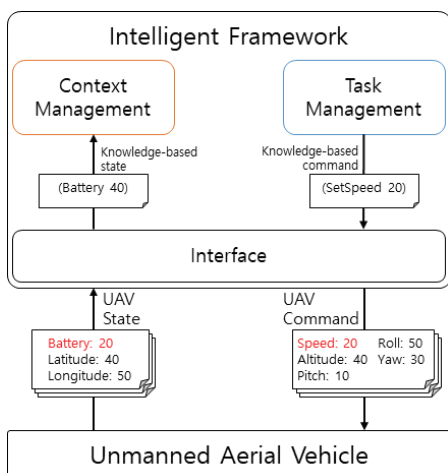 Intelligent Framework
Context
Management
Task
Management
Knowledge-based
state
Knowledge-based
command
(Battery 40)
(SetSpeed 20)
Interface
UAV
State
UAV
Command
Battery: 20
Latitude: 40
Longitude: 50
Speed: 20 Roll: 50
Altitude: 40 Yaw: 30
Pitch: 10
Unmanned Aerial Vehicle